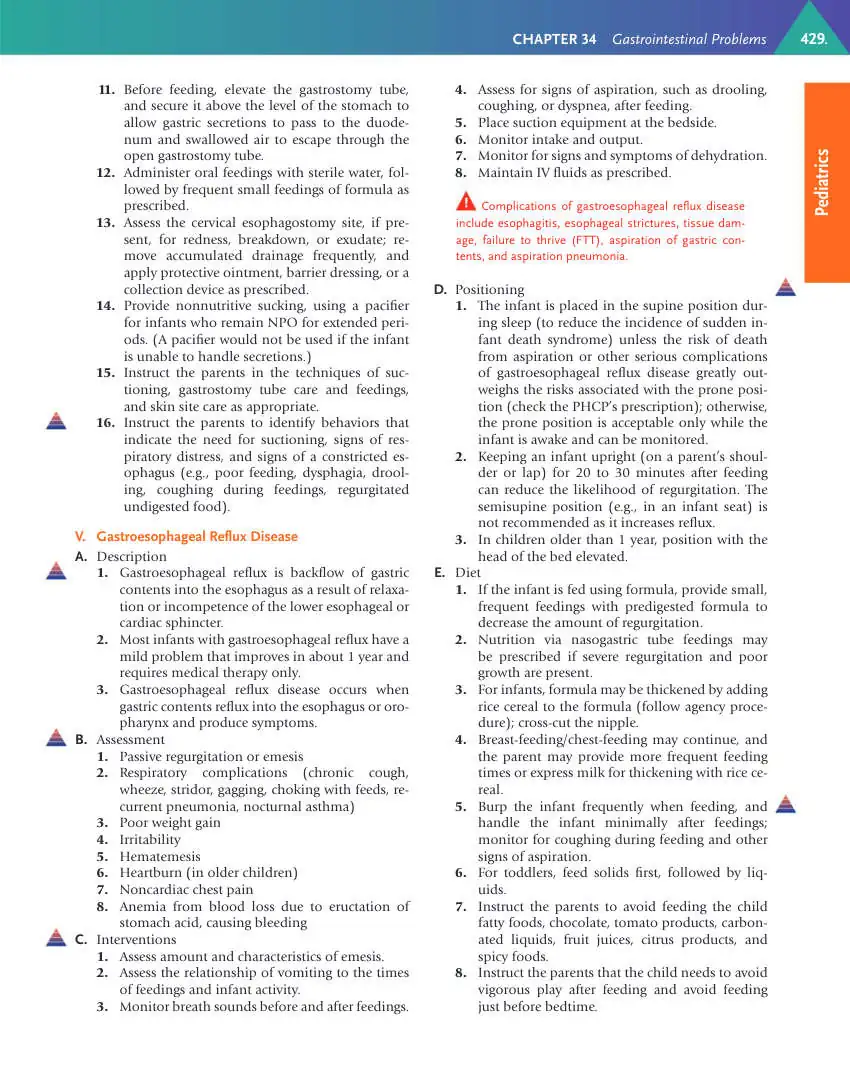 CHAPTER 34 Gastrointestinal Problems 429.
11. Before feeding, elevate the gastrostomy tube,
and secure it above the level of the stomach to
allow gastric secretions to pass to the duode-
num and swallowed air to escape through the
open gastrostomy tube.
12. Administer oral feedings with sterile water, fol-
lowed by frequent small feedings of formula as
prescribed.
13. Assess the cervical esophagostomy site, if pre-
sent, for redness, breakdown, or exudate; re-
move accumulated drainage frequently, and
apply protective ointment, barrier dressing, or a
collection device as prescribed.
14. Provide nonnutritive sucking, using a pacifier
for infants who remain NPO for extended peri-
ods. (A pacifier would not be used if the infant
is unable to handle secretions.)
15. Instruct the parents in the techniques of suc-
tioning, gastrostomy tube care and feedings,
and skin site care as appropriate.
16. Instruct the parents to identify behaviors that
indicate the need for suctioning, signs of res-
piratory distress, and signs of a constricted es-
ophagus (e.g., poor feeding, dysphagia, drool-
ing, coughing during feedings, regurgitated
undigested food).
V. Gastroesophageal Reflux Disease
A. Description
1. Gastroesophageal reflux is backflow of gastric
contents into the esophagus as a result of relaxa-
tion or incompetence of the lower esophageal or
cardiac sphincter.
2. Most infants with gastroesophageal reflux have a
mild problem that improves in about 1 year and
requires medical therapy only.
3. Gastroesophageal reflux disease occurs when
gastric contents reflux into the esophagus or oro-
pharynx and produce symptoms.
B. Assessment
1. Passive regurgitation or emesis
2. Respiratory complications (chronic cough,
wheeze, stridor, gagging, choking with feeds, re-
current pneumonia, nocturnal asthma)
3. Poor weight gain
4. Irritability
5. Hematemesis
6. Heartburn (in older children)
7. Noncardiac chest pain
8. Anemia from blood loss due to eructation of
stomach acid, causing bleeding
C. Interventions
1. Assess amount and characteristics of emesis.
2. Assess the relationship of vomiting to the times
of feedings and infant activity.
3. Monitor breath sounds before and after feedings.
4. Assess for signs of aspiration, such as drooling,
coughing, or dyspnea, after feeding.
5. Place suction equipment at the bedside.
6. Monitor intake and output.
7. Monitor for signs and symptoms of dehydration.
8. Maintain IV fluids as prescribed.
! Complications of gastroesophageal reflux disease
include esophagitis, esophageal strictures, tissue dam-
age, failure to thrive (FTT), aspiration of gastric con-
tents, and aspiration pneumonia.
D. Positioning
1. The infant is placed in the supine position dur-
ing sleep (to reduce the incidence of sudden in-
fant death syndrome) unless the risk of death
from aspiration or other serious complications
of gastroesophageal reflux disease greatly out-
weighs the risks associated with the prone posi-
tion (check the PHCP's prescription); otherwise,
the prone position is acceptable only while the
infant is awake and can be monitored.
2. Keeping an infant upright (on a parent's shoul-
der or lap) for 20 to 30 minutes after feeding
can reduce the likelihood of regurgitation. The
semisupine position (e.g., in an infant seat) is
not recommended as it increases reflux.
3. In children older than 1 year, position with the
head of the bed elevated.
E. Diet
1. If the infant is fed using formula, provide small,
frequent feedings with predigested formula to
decrease the amount of regurgitation.
2. Nutrition via nasogastric tube feedings may
be prescribed if severe regurgitation and poor
growth are present.
3. For infants, formula may be thickened by adding
rice cereal to the formula (follow agency proce-
dure); cross-cut the nipple.
4. Breast-feeding/chest-feeding may continue, and
the parent may provide more frequent feeding
times or express milk for thickening with rice ce-
real.
5. Burp the infant frequently when feeding, and
handle the infant minimally after feedings;
monitor for coughing during feeding and other
signs of aspiration.
6. For toddlers, feed solids first, followed by liq-
uids.
7. Instruct the parents to avoid feeding the child
fatty foods, chocolate, tomato products, carbon-
ated liquids, fruit juices, citrus products, and
spicy foods.
8. Instruct the parents that the child needs to avoid
vigorous play after feeding and avoid feeding
just before bedtime.
Pediatrics